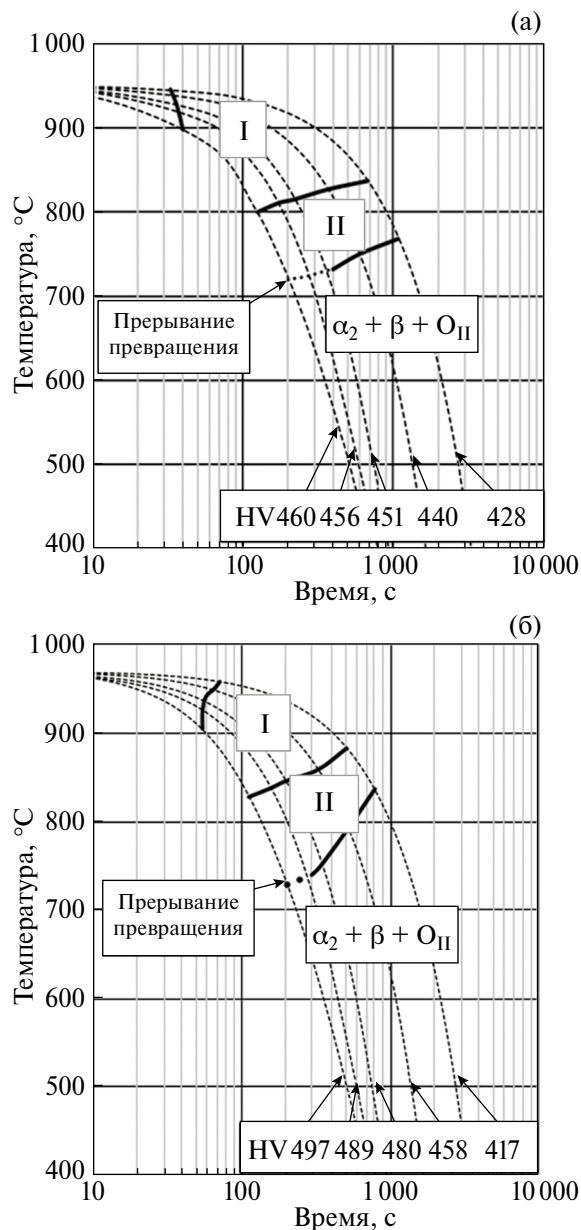 (а)
1 000
900
800
700
600
500
400
Температура, °C
I
II
Прерывание
превращения
α₂ + β + O_II
HV 460 456 451 440 428
10 100 1 000 10 000
Время, с
(б)
1 000
900
800
700
600
500
400
Температура, °C
I
II
Прерывание
превращения
α₂ + β + O_II
HV 497 489 480 458 417
10 100 1 000 10 000
Время, с